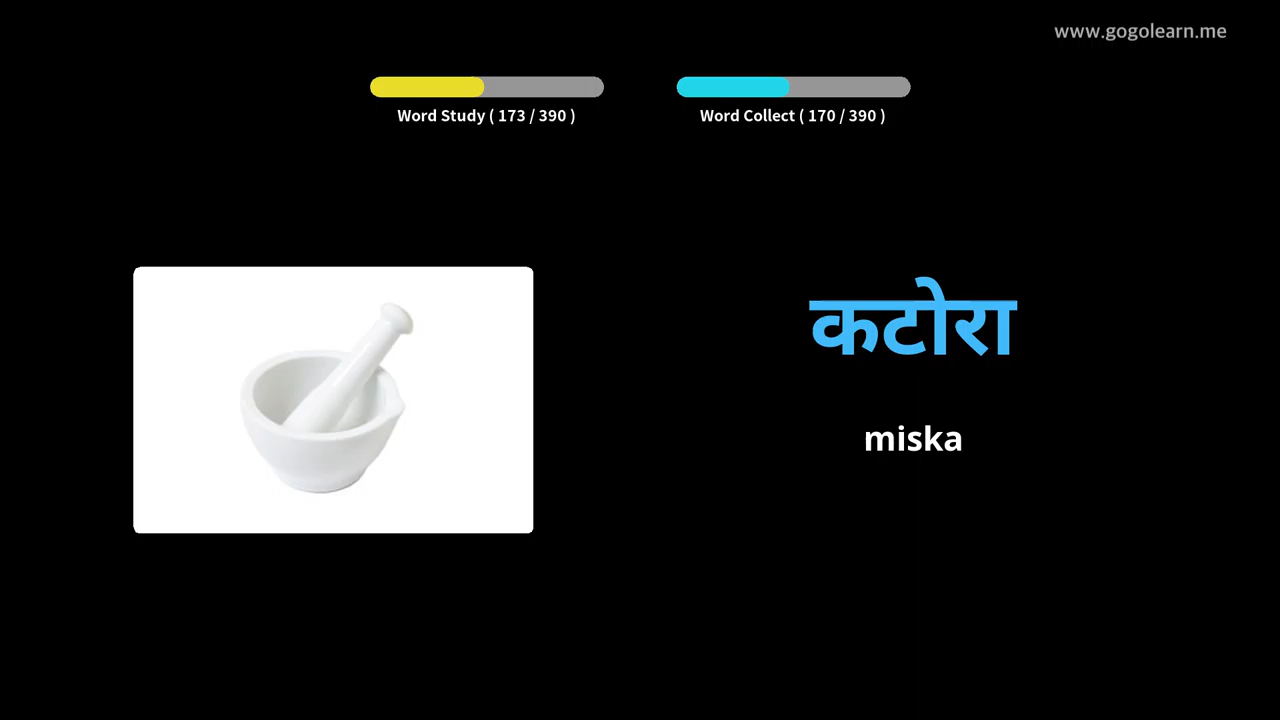 www.gogolearn.me
Word Study ( 173 / 390 )
Word Collect ( 170 / 390 )
कटोरा
miska